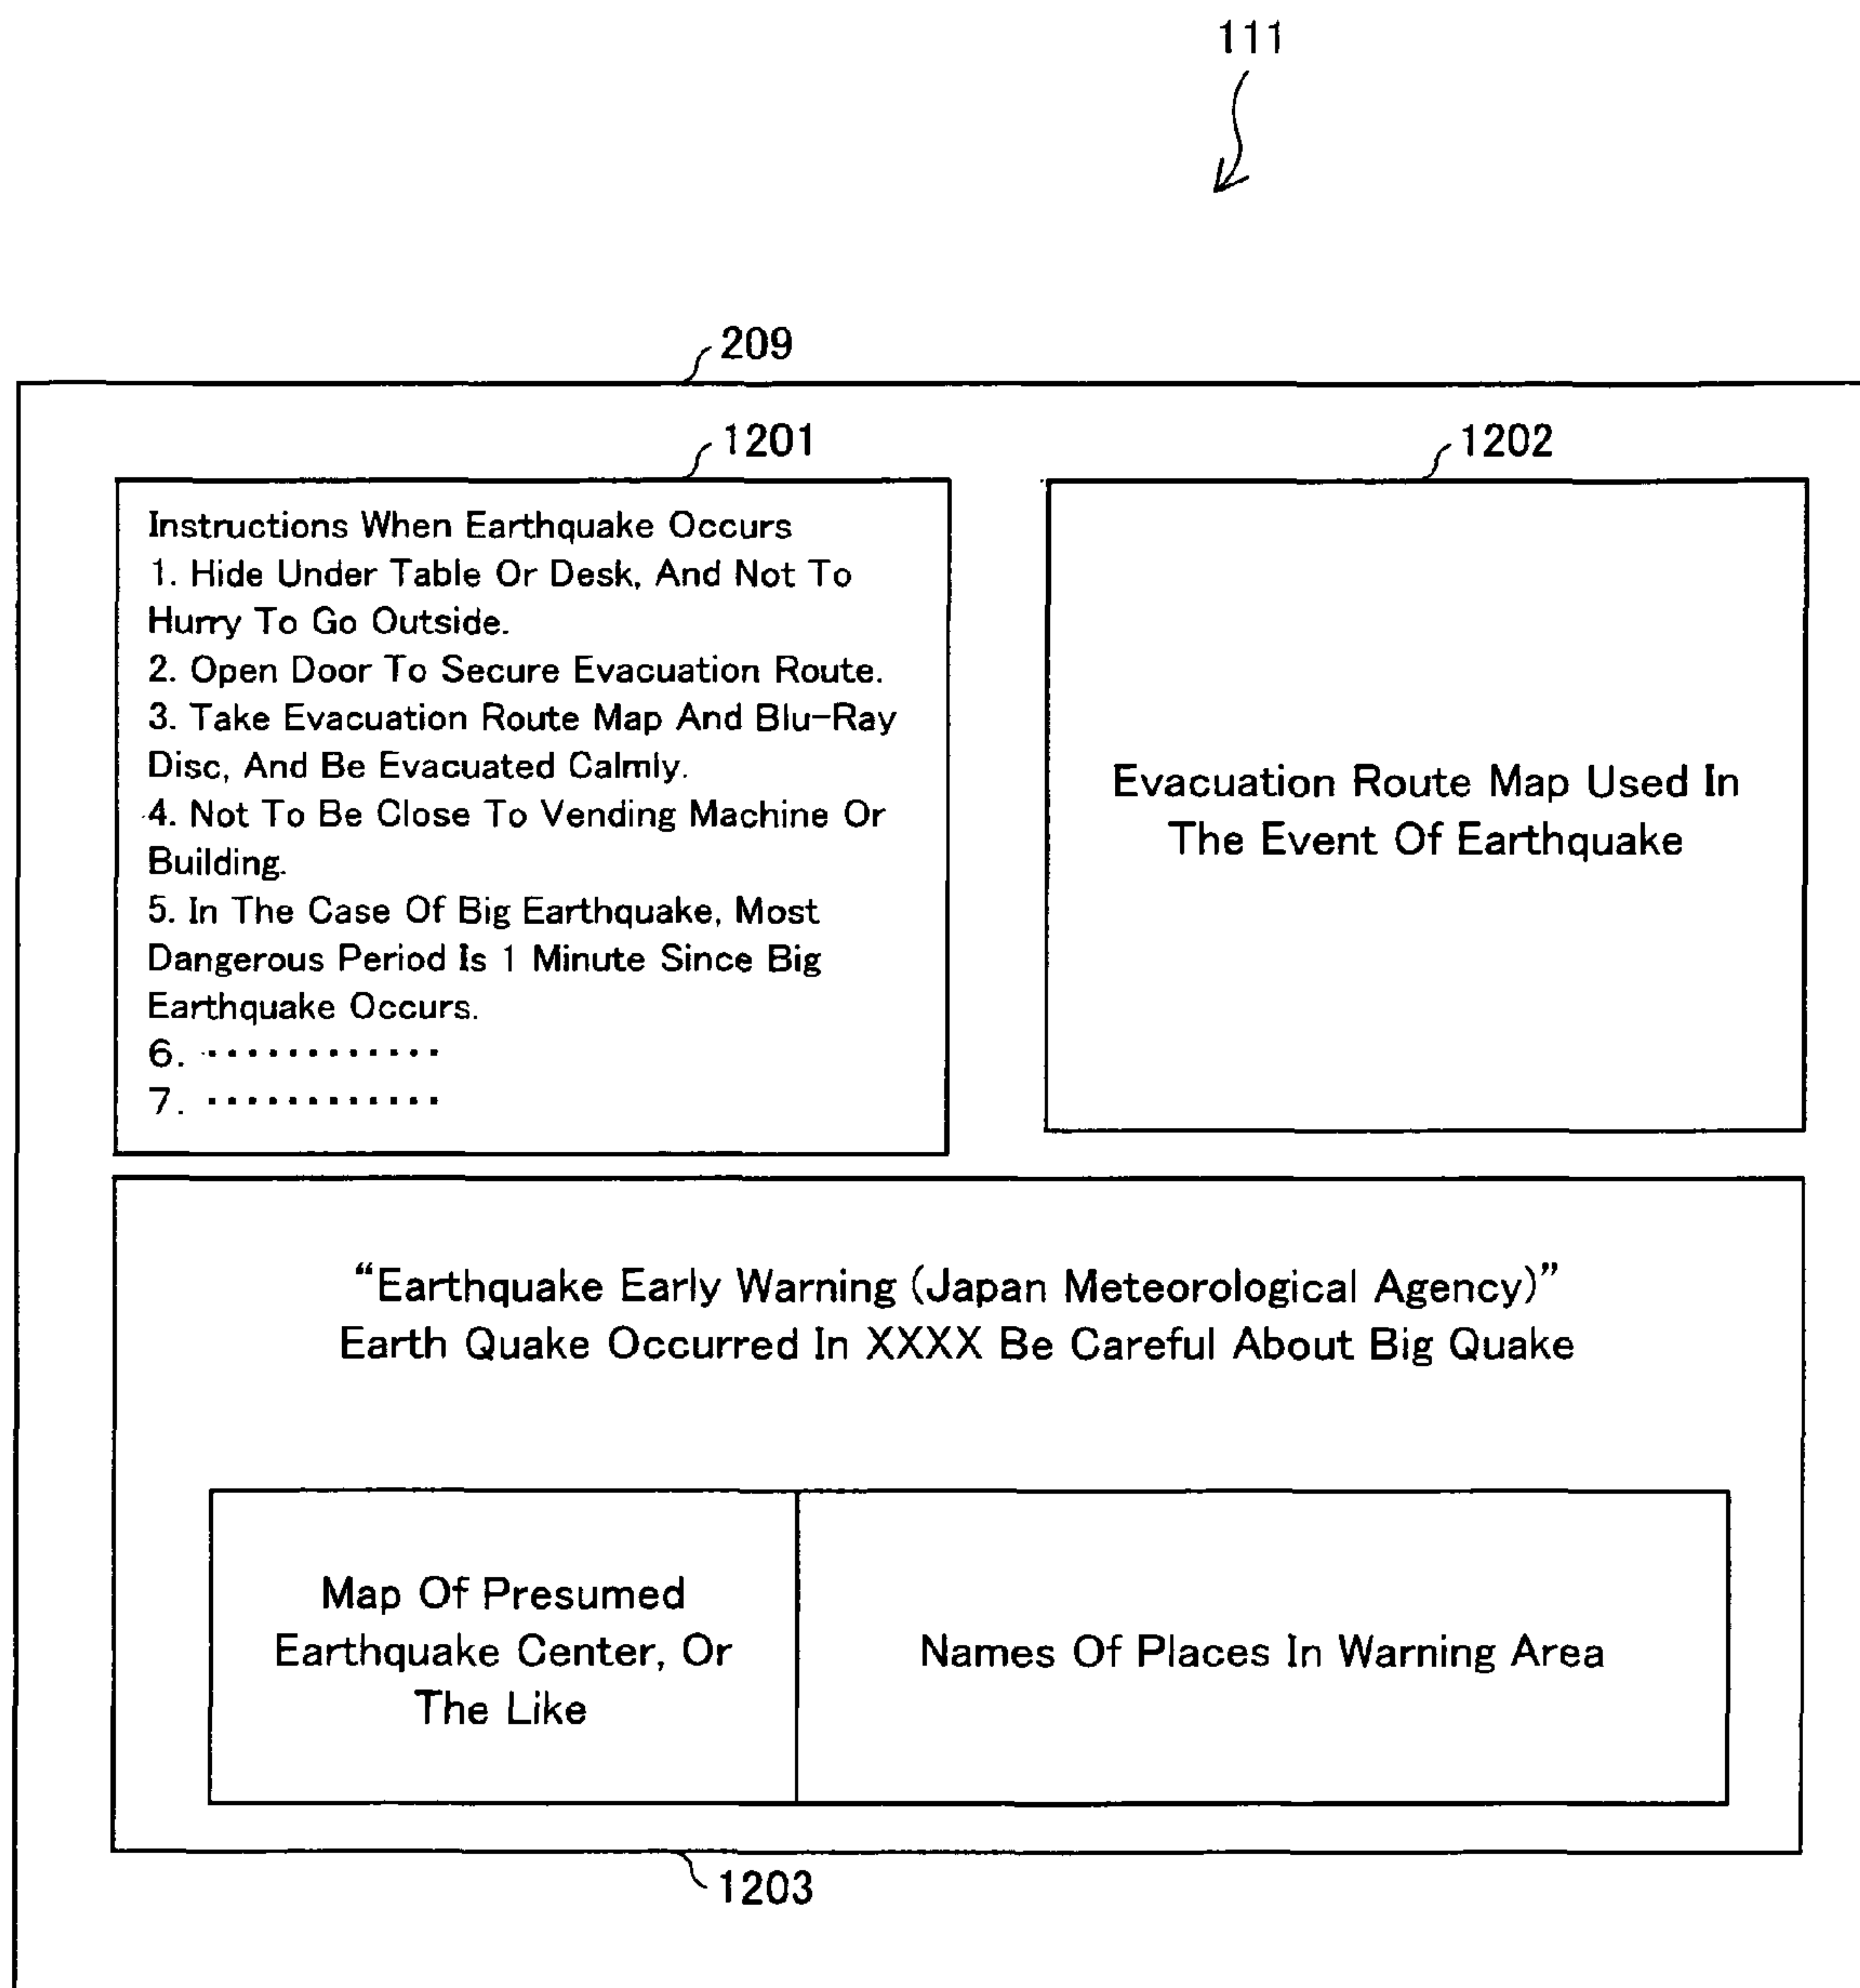 111
209
1201
Instructions When Earthquake Occurs
1. Hide Under Table Or Desk, And Not To
Hurry To Go Outside.
2. Open Door To Secure Evacuation Route.
3. Take Evacuation Route Map And Blu-Ray
Disc, And Be Evacuated Calmly.
4. Not To Be Close To Vending Machine Or
Building.
5. In The Case Of Big Earthquake, Most
Dangerous Period Is 1 Minute Since Big
Earthquake Occurs.
6. ············
7. ············
1202
Evacuation Route Map Used In
The Event Of Earthquake
“Earthquake Early Warning (Japan Meteorological Agency)”
Earth Quake Occurred In XXXX Be Careful About Big Quake
Map Of Presumed
Earthquake Center, Or
The Like
Names Of Places In Warning Area
1203